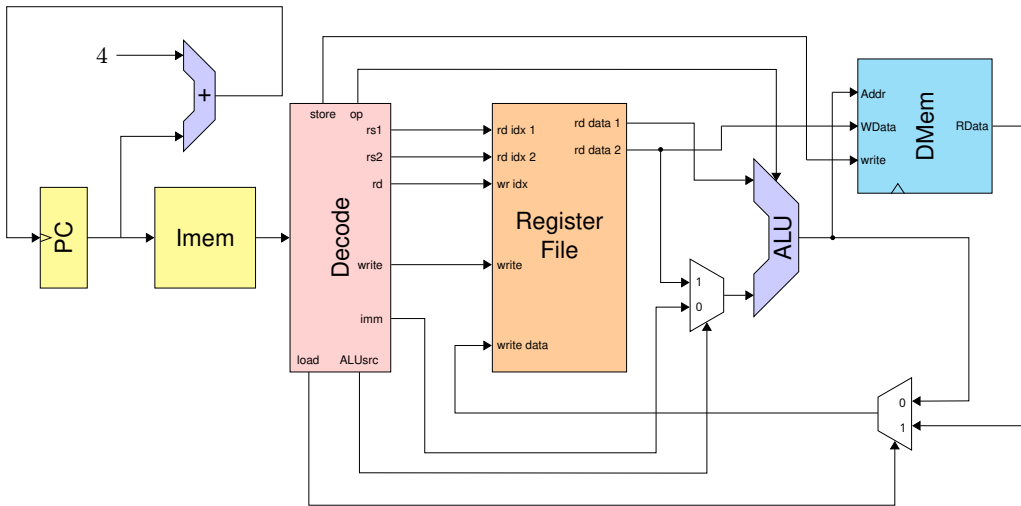 4
+
store op
rs1
rs2
rd
write
imm
load ALUsrc
Decode
PC
Imem
rd idx 1
rd idx 2
wr idx
write
write data
rd data 1
rd data 2
Register
File
1
0
ALU
Addr
WData
write
RData
DMem
0
1